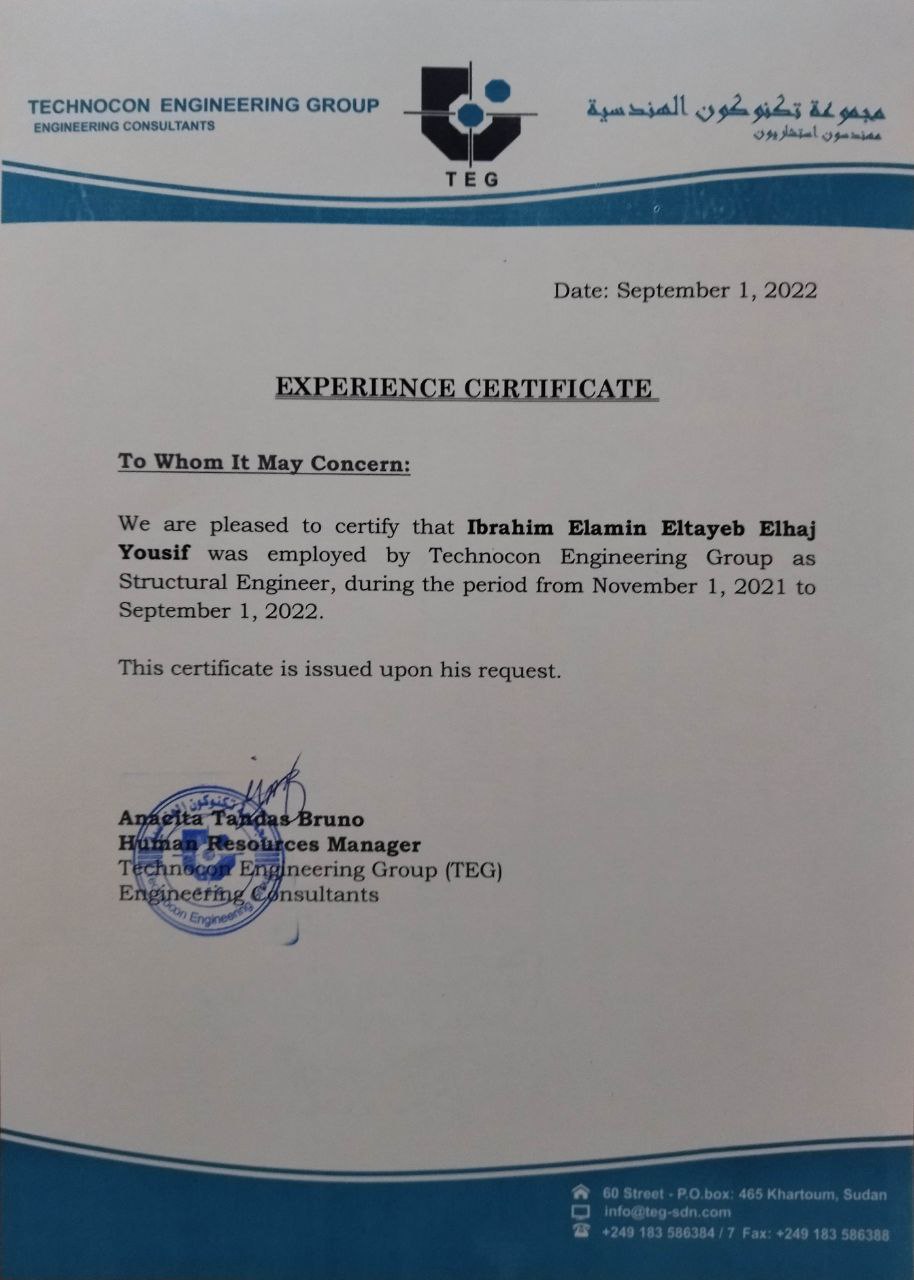 TECHNOCON ENGINEERING GROUP
ENGINEERING CONSULTANTS
TEG
مجموعة تكنوكون الهندسية
مهندسون استشاريون
Date: September 1, 2022
EXPERIENCE CERTIFICATE
To Whom It May Concern:
We are pleased to certify that Ibrahim Elamin Eltayeb Elhaj
Yousif was employed by Technocon Engineering Group as
Structural Engineer, during the period from November 1, 2021 to
September 1, 2022.
This certificate is issued upon his request.
Anacita Tandas Bruno
Human Resources Manager
Technocon Engineering Group (TEG)
Engineering Consultants
60 Street - P.O.box: 465 Khartoum, Sudan
info@teg-sdn.com
+249 183 586384 / 7 Fax: +249 183 586388